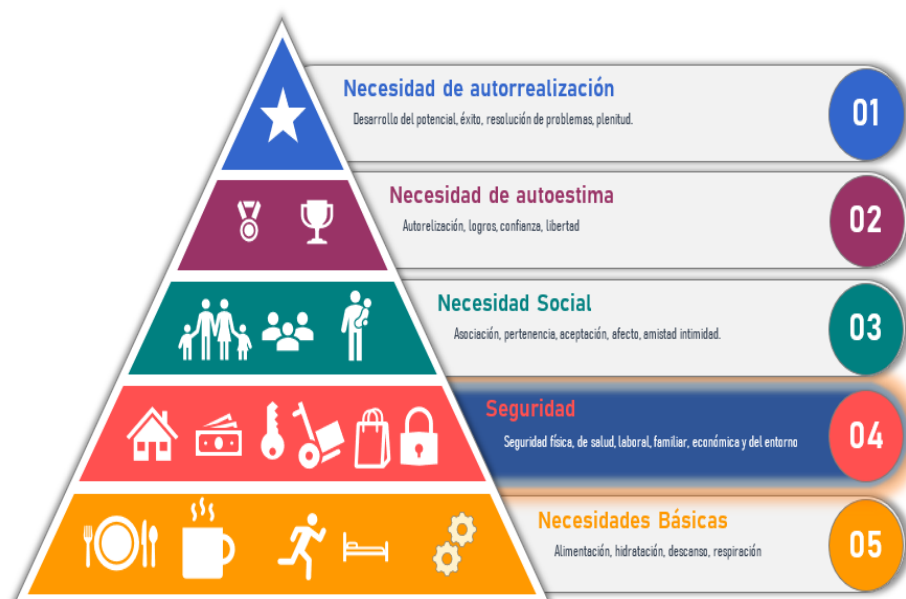 Necesidad de autorrealización
Desarrollo del potencial, éxito, resolución de problemas, plenitud.
01
Necesidad de autoestima
Autorelización, logros, confianza, libertad
02
Necesidad Social
Asociación, pertenencia, aceptación, afecto, amistad intimidad.
03
Seguridad
Seguridad física, de salud, laboral, familiar, económica y del entorno
04
Necesidades Básicas
Alimentación, hidratación, descanso, respiración
05